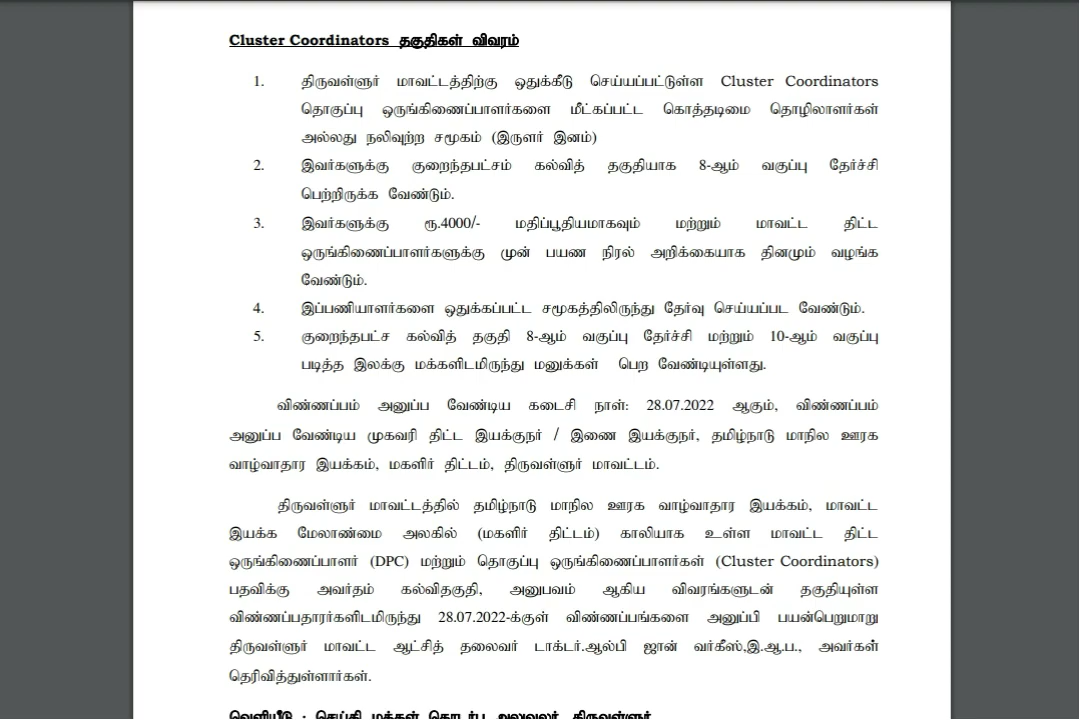 Cluster Coordinators தகுதிகள் விவரம்
1. திருவள்ளுர் மாவட்டத்திற்கு ஒதுக்கீடு செய்யப்பட்டுள்ள Cluster Coordinators
தொகுப்பு ஒருங்கிணைப்பாளர்களை மீட்கப்பட்ட கொத்தடிமை தொழிலாளர்கள்
அல்லது நலிவுற்ற சமூகம் (இருளர் இனம்)
2. இவர்களுக்கு குறைந்தபட்சம் கல்வித் தகுதியாக 8-ஆம் வகுப்பு தேர்ச்சி
பெற்றிருக்க வேண்டும்.
3. இவர்களுக்கு ரூ.4000/- மதிப்பூதியமாகவும் மற்றும் மாவட்ட திட்ட
ஒருங்கிணைப்பாளர்களுக்கு முன் பயண நிரல் அறிக்கையாக தினமும் வழங்க
வேண்டும்.
4. இப்பணியாளர்களை ஒதுக்கப்பட்ட சமூகத்திலிருந்து தேர்வு செய்யப்பட வேண்டும்.
5. குறைந்தபட்ச கல்வித் தகுதி 8-ஆம் வகுப்பு தேர்ச்சி மற்றும் 10-ஆம் வகுப்பு
படித்த இலக்கு மக்களிடமிருந்து மனுக்கள் பெற வேண்டியுள்ளது.
விண்ணப்பம் அனுப்ப வேண்டிய கடைசி நாள்: 28.07.2022 ஆகும், விண்ணப்பம்
அனுப்ப வேண்டிய முகவரி திட்ட இயக்குநர் / இணை இயக்குநர், தமிழ்நாடு மாநில ஊரக
வாழ்வாதார இயக்கம், மகளிர் திட்டம், திருவள்ளுர் மாவட்டம்.
திருவள்ளுர் மாவட்டத்தில் தமிழ்நாடு மாநில ஊரக வாழ்வாதார இயக்கம், மாவட்ட
இயக்க மேலாண்மை அலகில் (மகளிர் திட்டம்) காலியாக உள்ள மாவட்ட திட்ட
ஒருங்கிணைப்பாளர் (DPC) மற்றும் தொகுப்பு ஒருங்கிணைப்பாளர்கள் (Cluster Coordinators)
பதவிக்கு அவர்தம் கல்விதகுதி, அனுபவம் ஆகிய விவரங்களுடன் தகுதியுள்ள
விண்ணப்பதாரர்களிடமிருந்து 28.07.2022-க்குள் விண்ணப்பங்களை அனுப்பி பயன்பெறுமாறு
திருவள்ளுர் மாவட்ட ஆட்சித் தலைவர் டாக்டர்.ஆல்பி ஜான் வர்கீஸ்,இ.ஆ.ப., அவர்கள்
தெரிவித்துள்ளார்கள்.
வெளியீடு : செய்தி மக்கள் தொடர்பு அலுவலர், திருவள்ளுர்